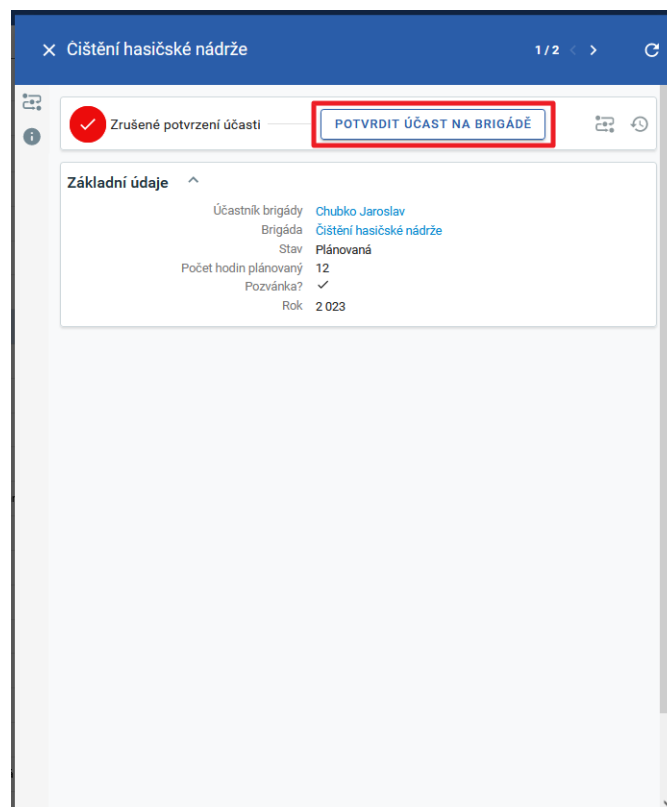 Čištění hasičské nádrže 1 / 2
Zrušené potvrzení účasti POTVRDIT ÚČAST NA BRIGÁDĚ
Základní údaje
Účastník brigády Chubko Jaroslav
Brigáda Čištění hasičské nádrže
Stav Plánovaná
Počet hodin plánovaný 12
Pozvánka?
Rok 2 023